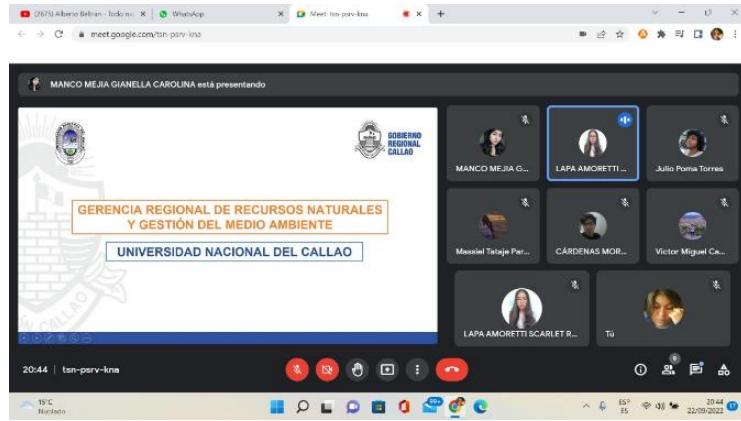 (2675) Alberto Beltran - Todo no
WhatsApp
Meet: tsn-psrv-kna
meet.google.com/tsn-psrv-kna
MANCO MEJIA GIANELLA CAROLINA está presentando
GOBIERNO
REGIONAL
CALLAO
GERENCIA REGIONAL DE RECURSOS NATURALES
Y GESTIÓN DEL MEDIO AMBIENTE
UNIVERSIDAD NACIONAL DEL CALLAO
MANCO MEJIA G...
LAPA AMORETTI ...
Julio Poma Torres
Massiel Tataje Par...
CÁRDENAS MOR...
Victor Miguel Ca...
LAPA AMORETTI SCARLET R...
Tú
20:44 | tsn-psrv-kna
9
15°C
Nublado
99+
ESP
ES
20:44
22/09/2022
17